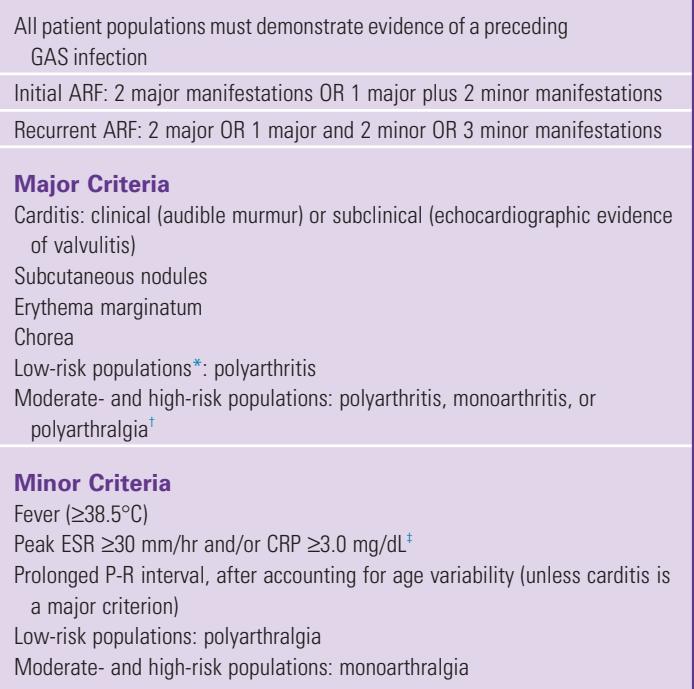 All patient populations must demonstrate evidence of a preceding
GAS infection
Initial ARF: 2 major manifestations OR 1 major plus 2 minor manifestations
Recurrent ARF: 2 major OR 1 major and 2 minor OR 3 minor manifestations
Major Criteria
Carditis: clinical (audible murmur) or subclinical (echocardiographic evidence
of valvulitis)
Subcutaneous nodules
Erythema marginatum
Chorea
Low-risk populations*: polyarthritis
Moderate- and high-risk populations: polyarthritis, monoarthritis, or
polyarthralgia†
Minor Criteria
Fever (≥38.5°C)
Peak ESR ≥30 mm/hr and/or CRP ≥3.0 mg/dL‡
Prolonged P-R interval, after accounting for age variability (unless carditis is
a major criterion)
Low-risk populations: polyarthralgia
Moderate- and high-risk populations: monoarthralgia